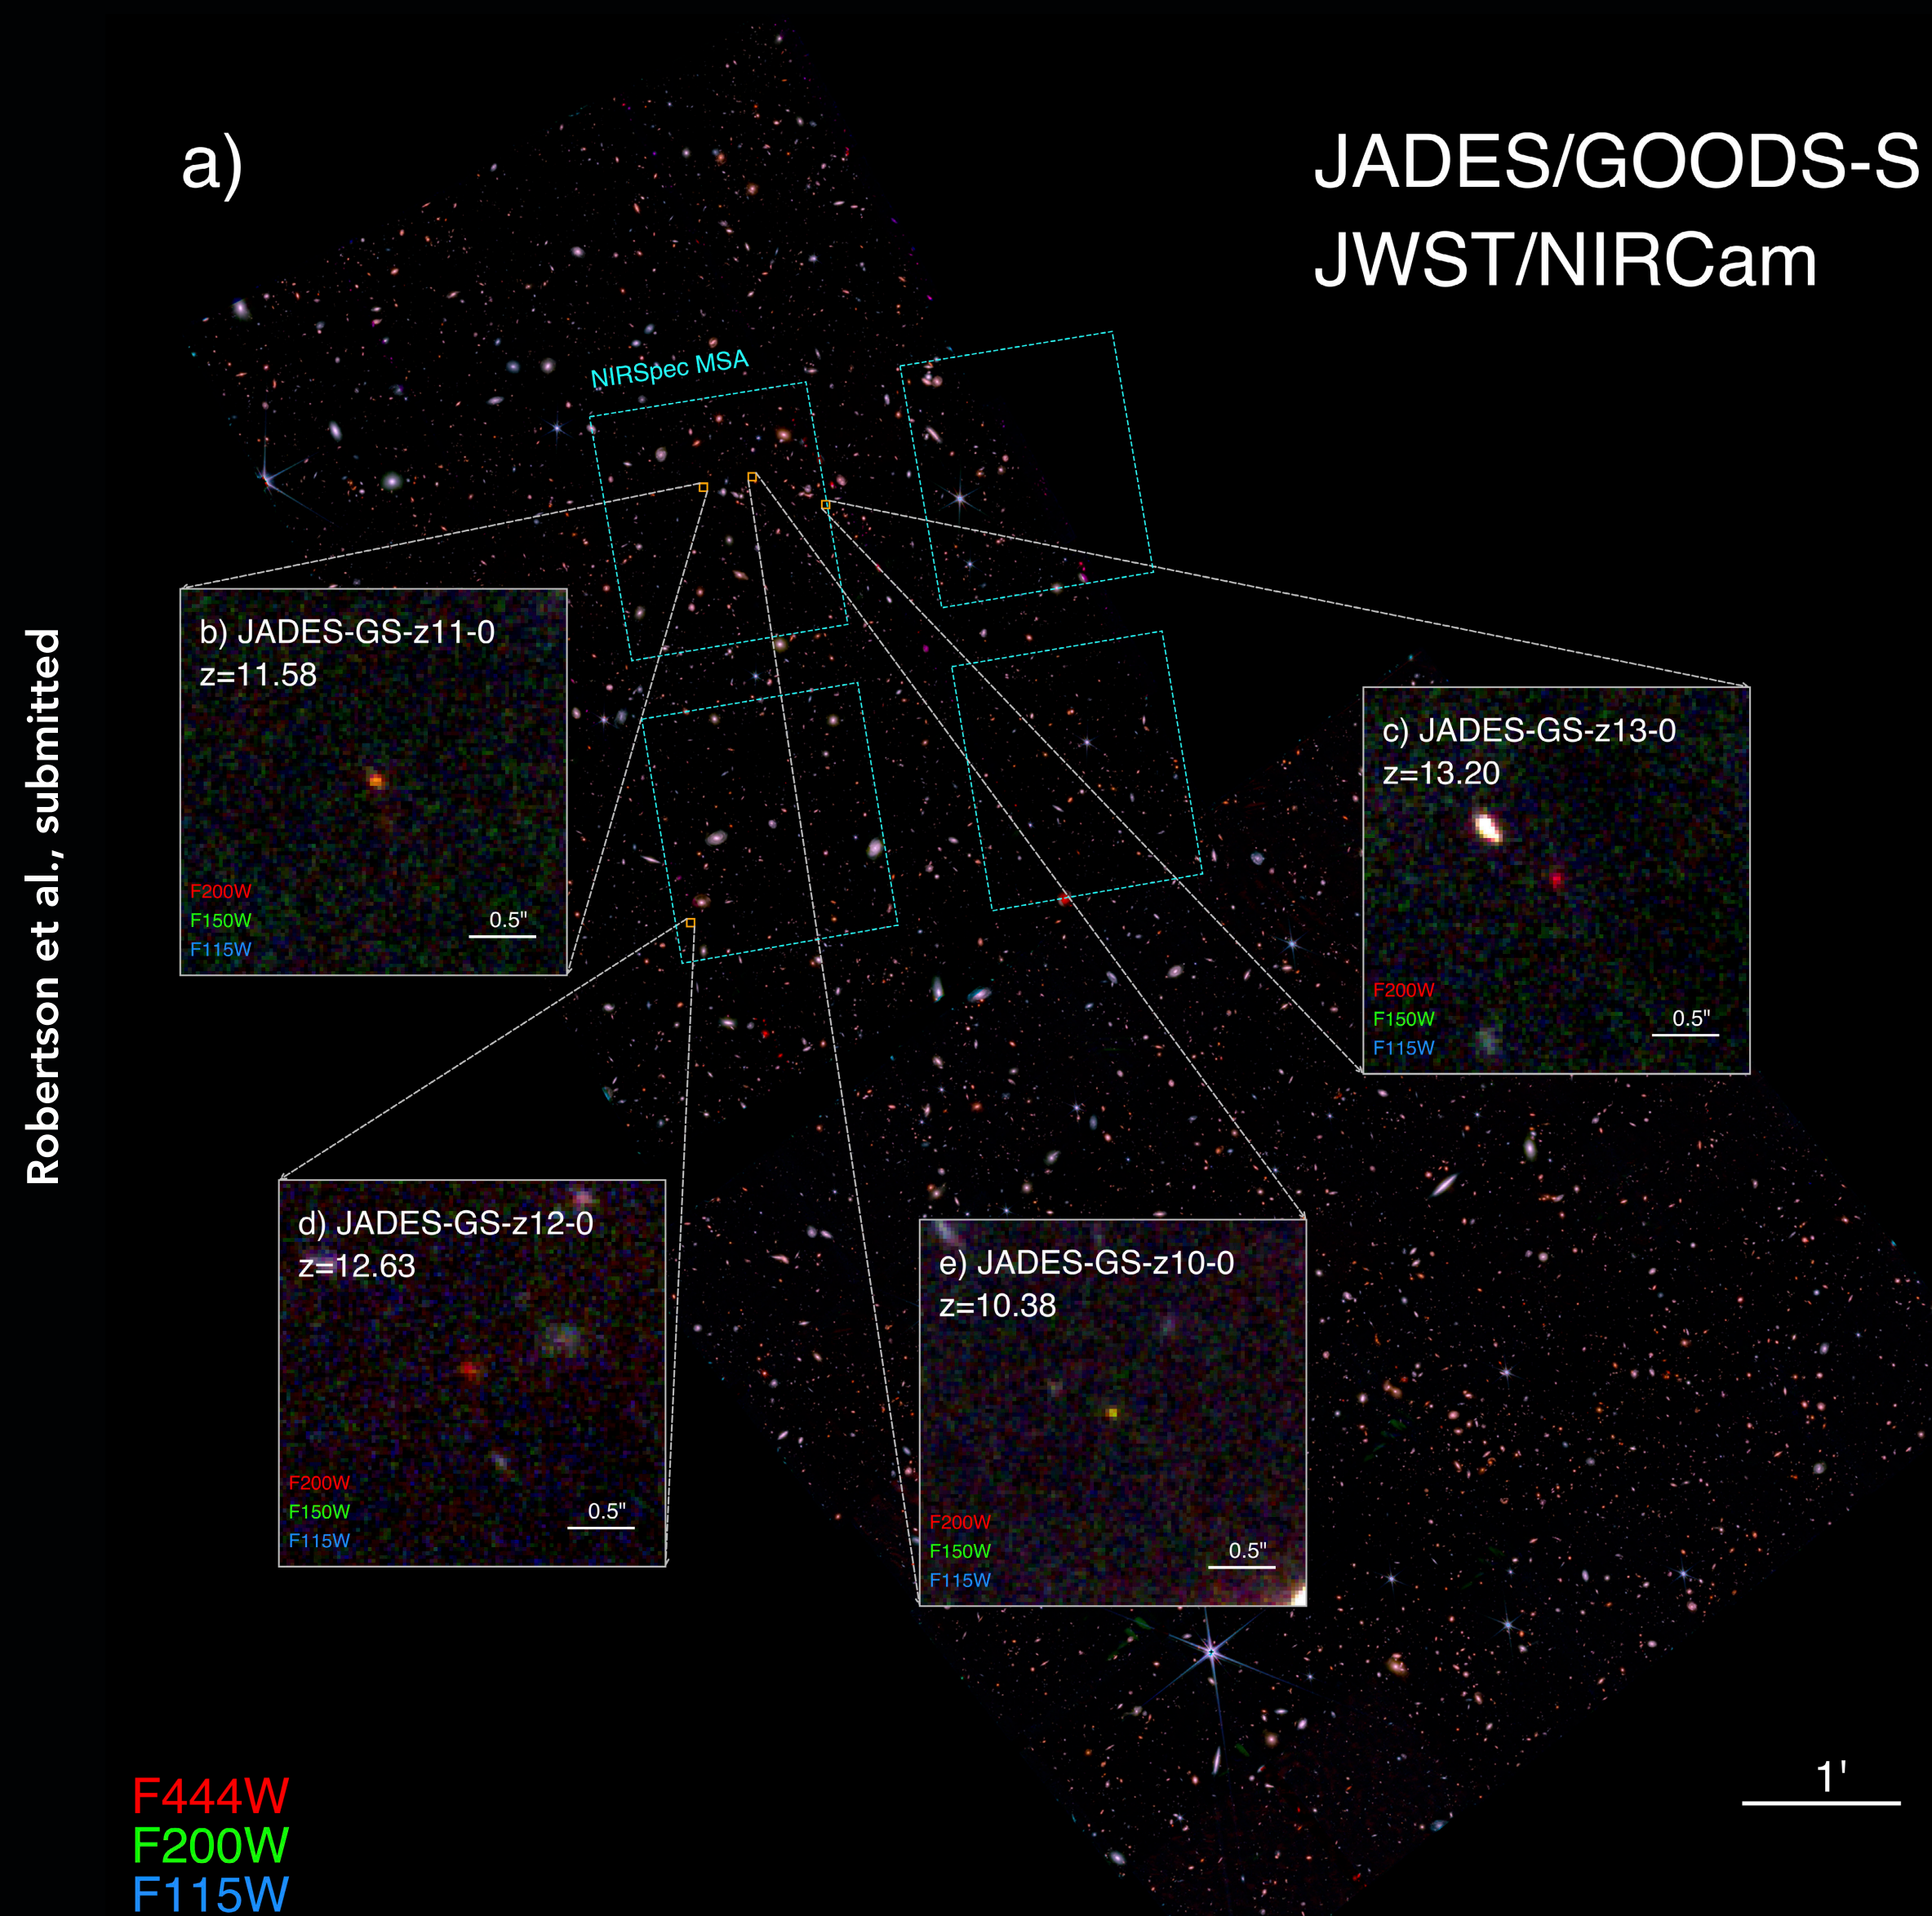 a)
JADES/GOODS-S
JWST/NIRCam
NIRSpec MSA
b) JADES-GS-z11-0
z=11.58
F200W
F150W
F115W
0.5"
c) JADES-GS-z13-0
z=13.20
F200W
F150W
F115W
0.5"
d) JADES-GS-z12-0
z=12.63
F200W
F150W
F115W
0.5"
e) JADES-GS-z10-0
z=10.38
F200W
F150W
F115W
0.5"
Robertson et al., submitted
F444W
F200W
F115W
1'